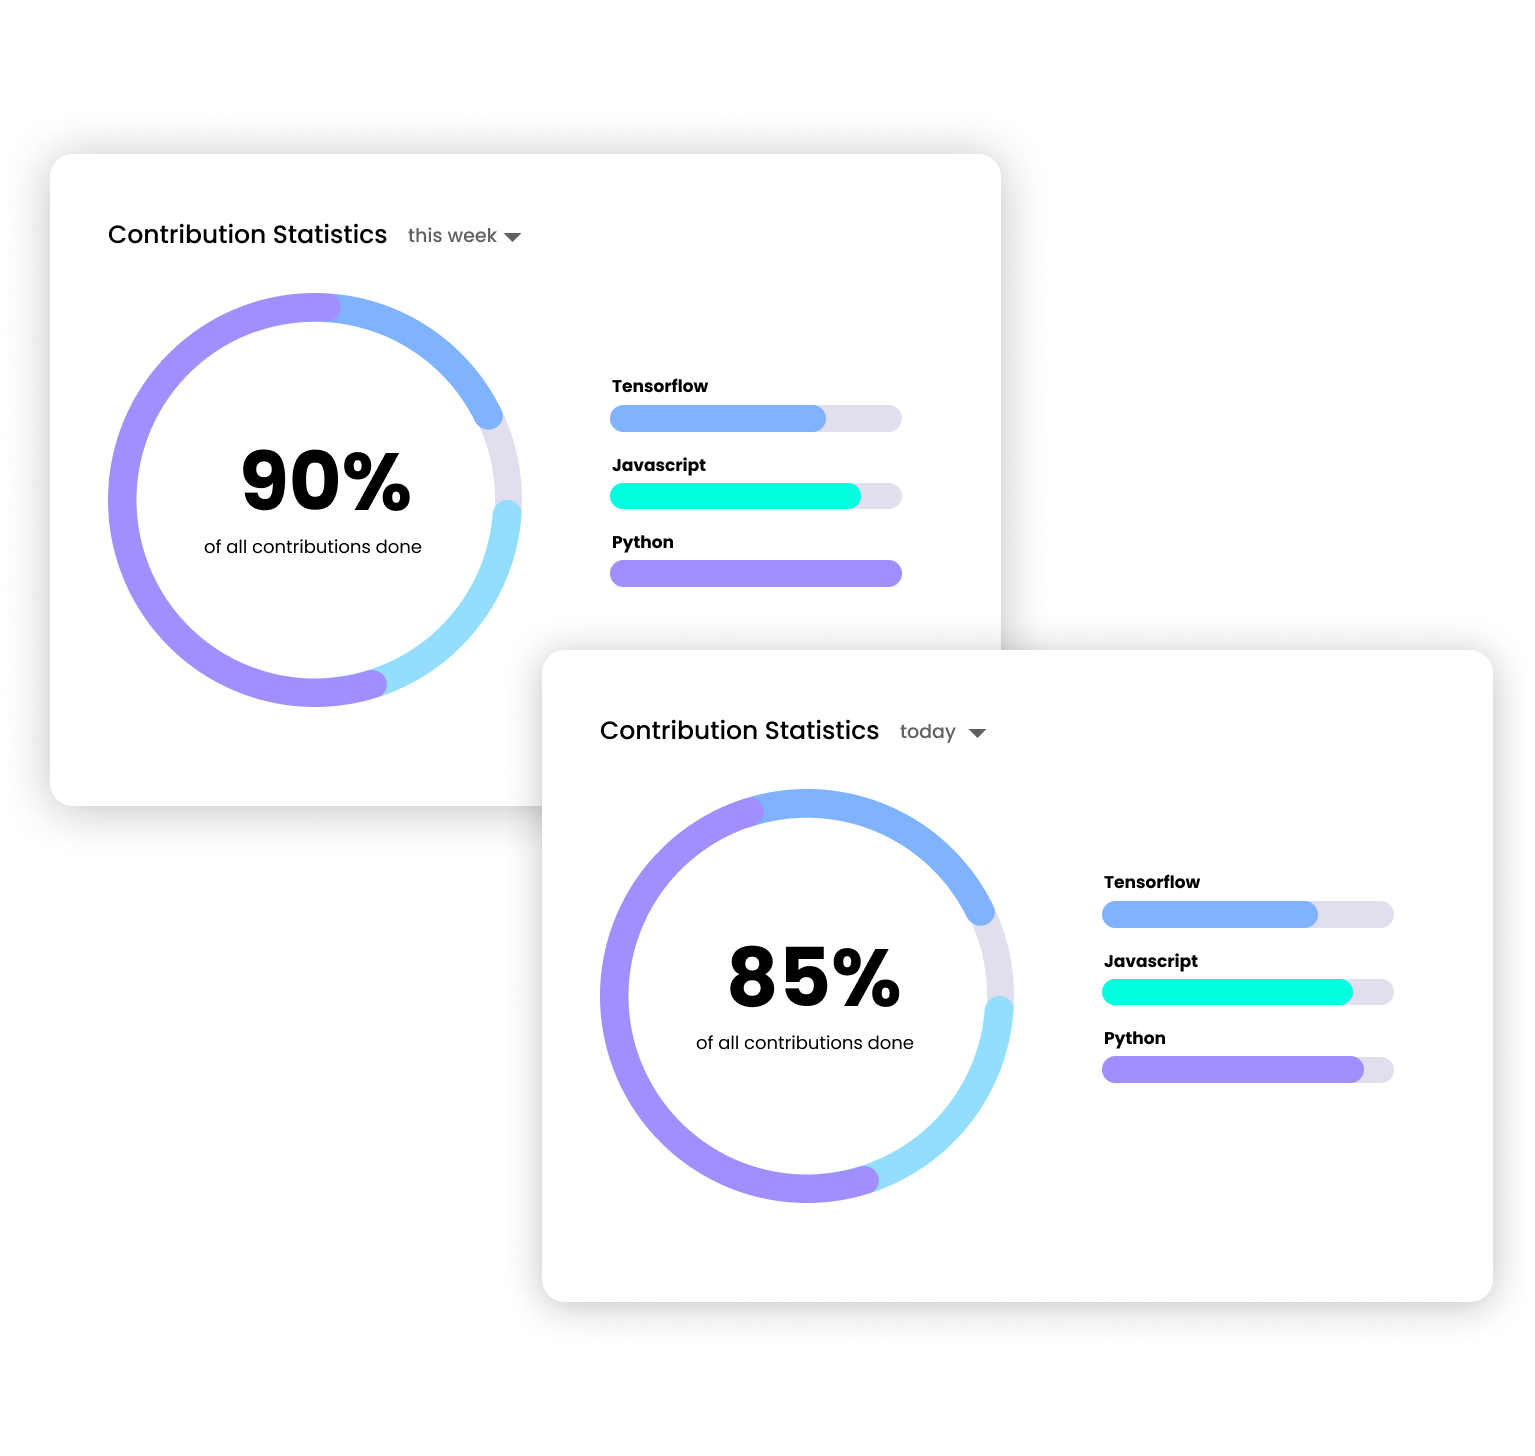 Contribution Statistics this week
90%
of all contributions done
Tensorflow
Javascript
Python
Contribution Statistics today
85%
of all contributions done
Tensorflow
Javascript
Python